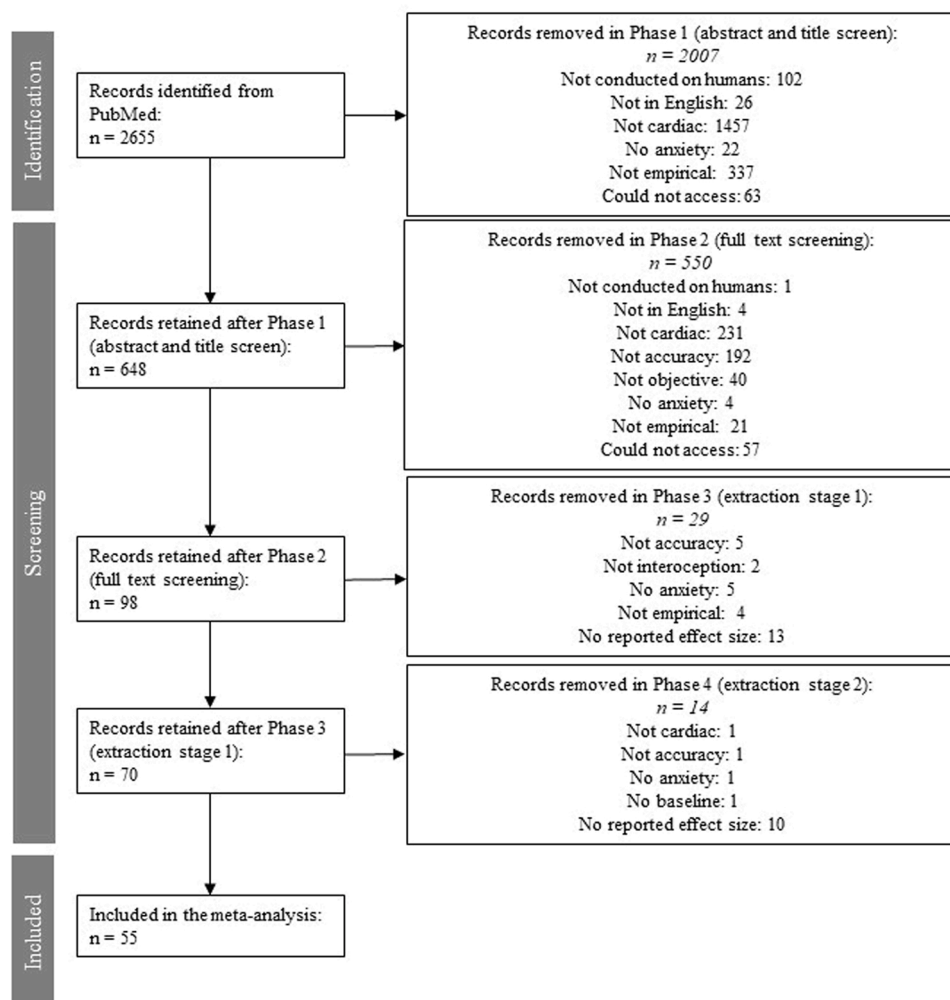 Identification
Records identified from
PubMed:
n = 2655
Records removed in Phase 1 (abstract and title screen):
n = 2007
Not conducted on humans: 102
Not in English: 26
Not cardiac: 1457
No anxiety: 22
Not empirical: 337
Could not access: 63
Screening
Records retained after Phase 1
(abstract and title screen):
n = 648
Records removed in Phase 2 (full text screening):
n = 550
Not conducted on humans: 1
Not in English: 4
Not cardiac: 231
Not accuracy: 192
Not objective: 40
No anxiety: 4
Not empirical: 21
Could not access: 57
Records retained after Phase 2
(full text screening):
n = 98
Records removed in Phase 3 (extraction stage 1):
n = 29
Not accuracy: 5
Not interoception: 2
No anxiety: 5
Not empirical: 4
No reported effect size: 13
Records retained after Phase 3
(extraction stage 1):
n = 70
Records removed in Phase 4 (extraction stage 2):
n = 14
Not cardiac: 1
Not accuracy: 1
No anxiety: 1
No baseline: 1
No reported effect size: 10
Included
Included in the meta-analysis:
n = 55